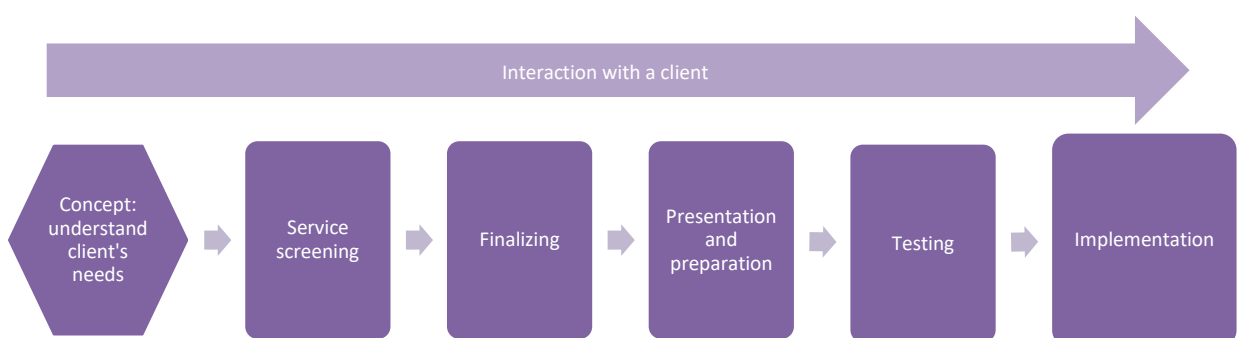 Interaction with a client
Concept:
understand
client's
needs
Service
screening
Finalizing
Presentation
and
preparation
Testing
Implementation